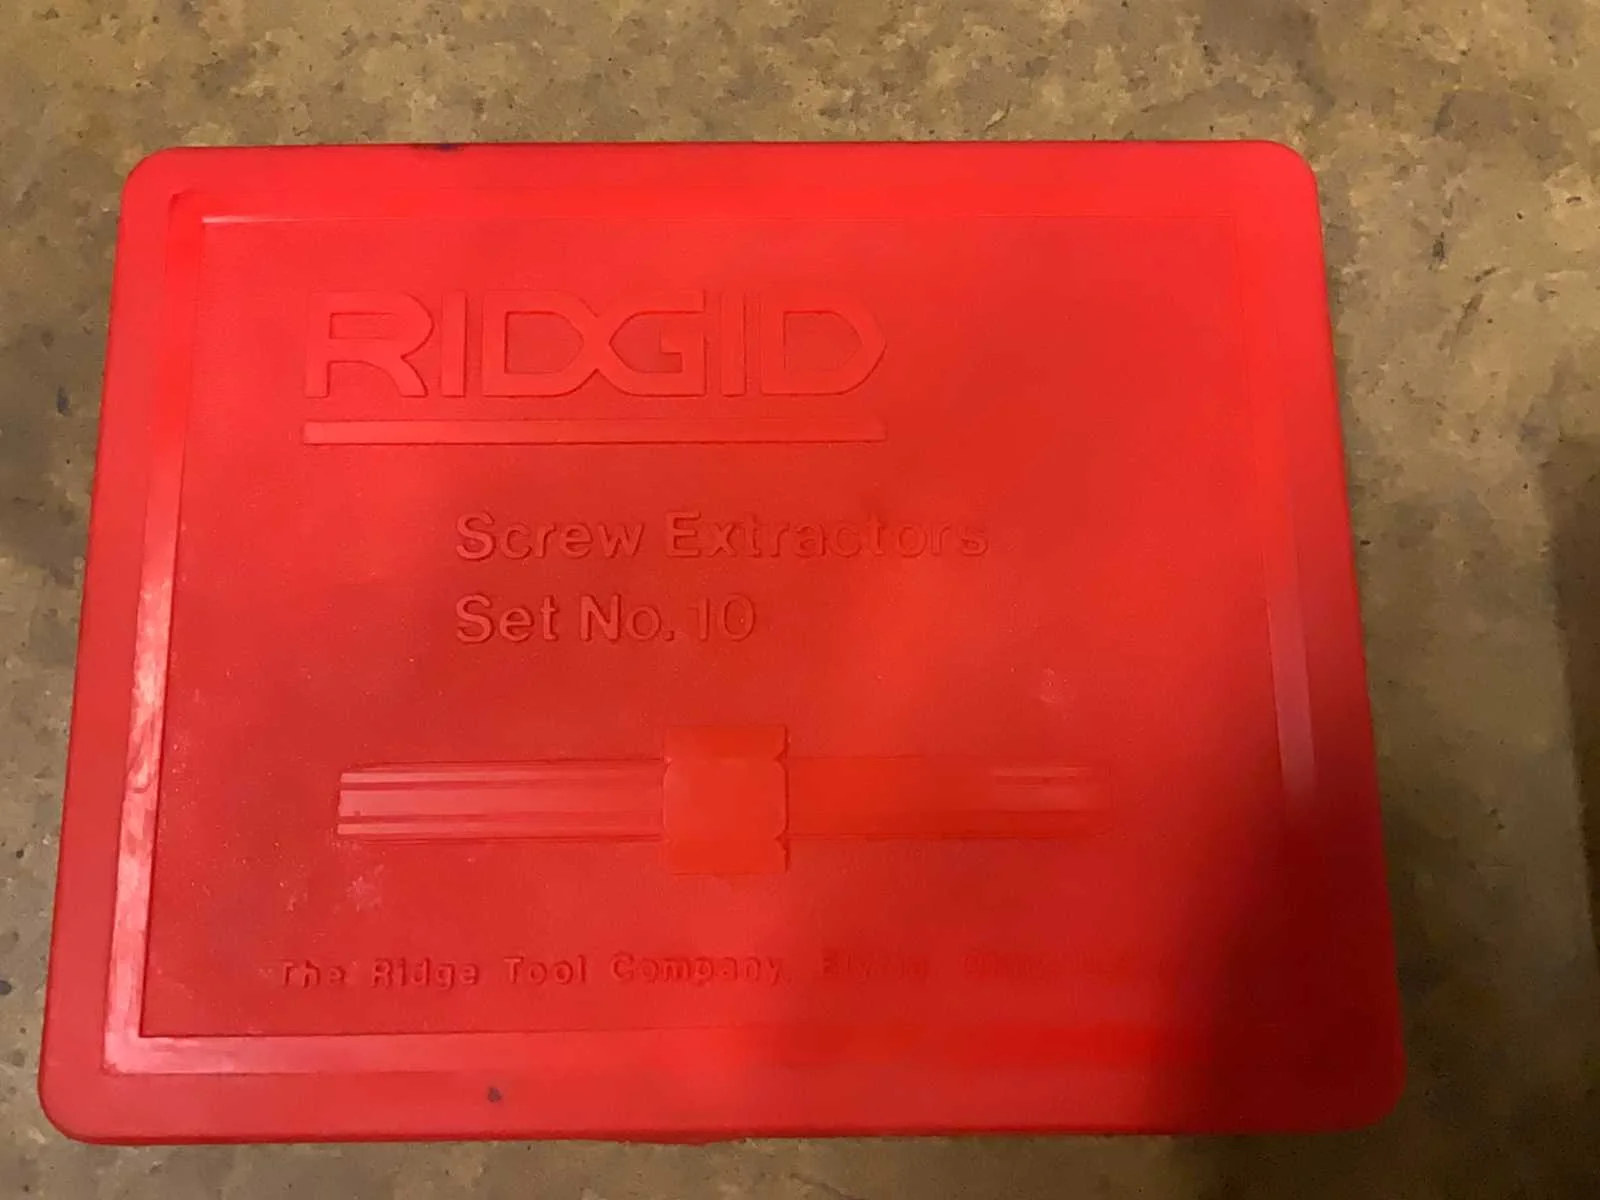 RIDGID
Screw Extractors
Set No. 10
The Ridge Tool Company,